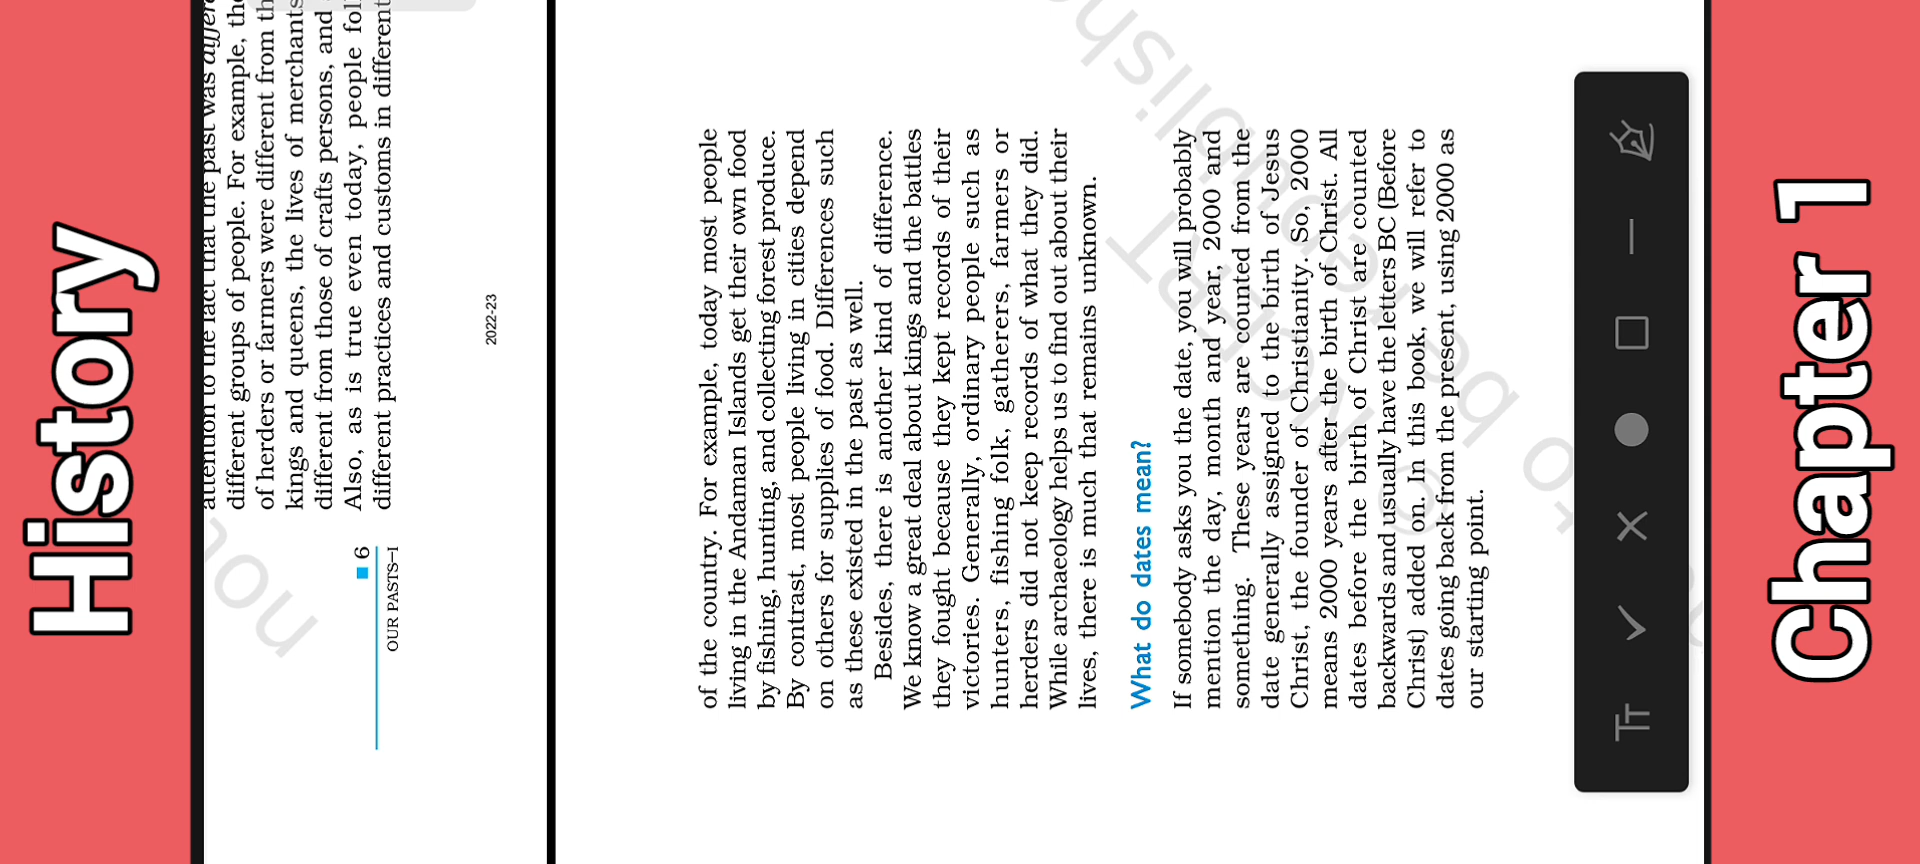 History
attention to the fact that the past was differ
different groups of people. For example, the
of herders or farmers were different from th
kings and queens, the lives of merchants
different from those of crafts persons, and
Also, as is true even today, people fol
different practices and customs in different
■ 6
OUR PASTS–I
2022-23
of the country. For example, today most people
living in the Andaman Islands get their own food
by fishing, hunting, and collecting forest produce.
By contrast, most people living in cities depend
on others for supplies of food. Differences such
as these existed in the past as well.
Besides, there is another kind of difference.
We know a great deal about kings and the battles
they fought because they kept records of their
victories. Generally, ordinary people such as
hunters, fishing folk, gatherers, farmers or
herders did not keep records of what they did.
While archaeology helps us to find out about their
lives, there is much that remains unknown.
What do dates mean?
If somebody asks you the date, you will probably
mention the day, month and year, 2000 and
something. These years are counted from the
date generally assigned to the birth of Jesus
Christ, the founder of Christianity. So, 2000
means 2000 years after the birth of Christ. All
dates before the birth of Christ are counted
backwards and usually have the letters BC (Before
Christ) added on. In this book, we will refer to
dates going back from the present, using 2000 as
our starting point.
© NCERT
not to be republish
TT
Chapter 1